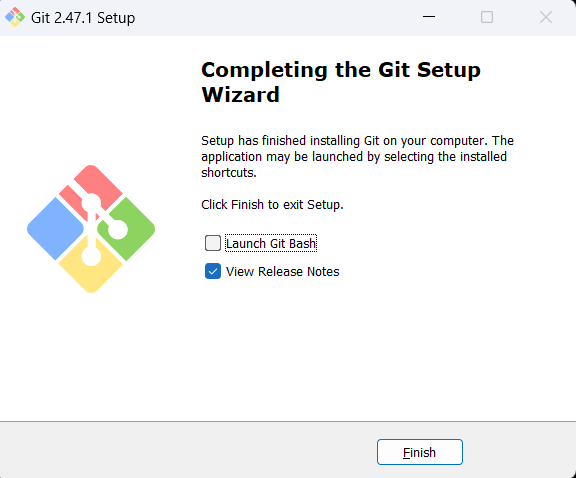 Git 2.47.1 Setup
Completing the Git Setup
Wizard
Setup has finished installing Git on your computer. The
application may be launched by selecting the installed
shortcuts.
Click Finish to exit Setup.
Launch Git Bash
View Release Notes
Finish